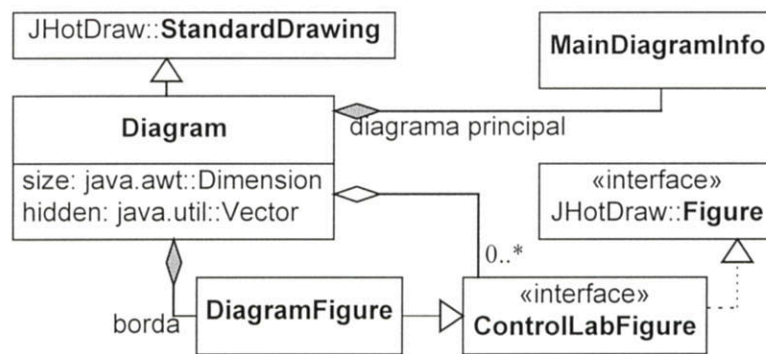 JHotDraw::StandardDrawing
MainDiagramInfo
Diagram
diagrama principal
size: java.awt::Dimension
hidden: java.util::Vector
«interface»
JHotDraw::Figure
0..*
borda
DiagramFigure
«interface»
ControlLabFigure